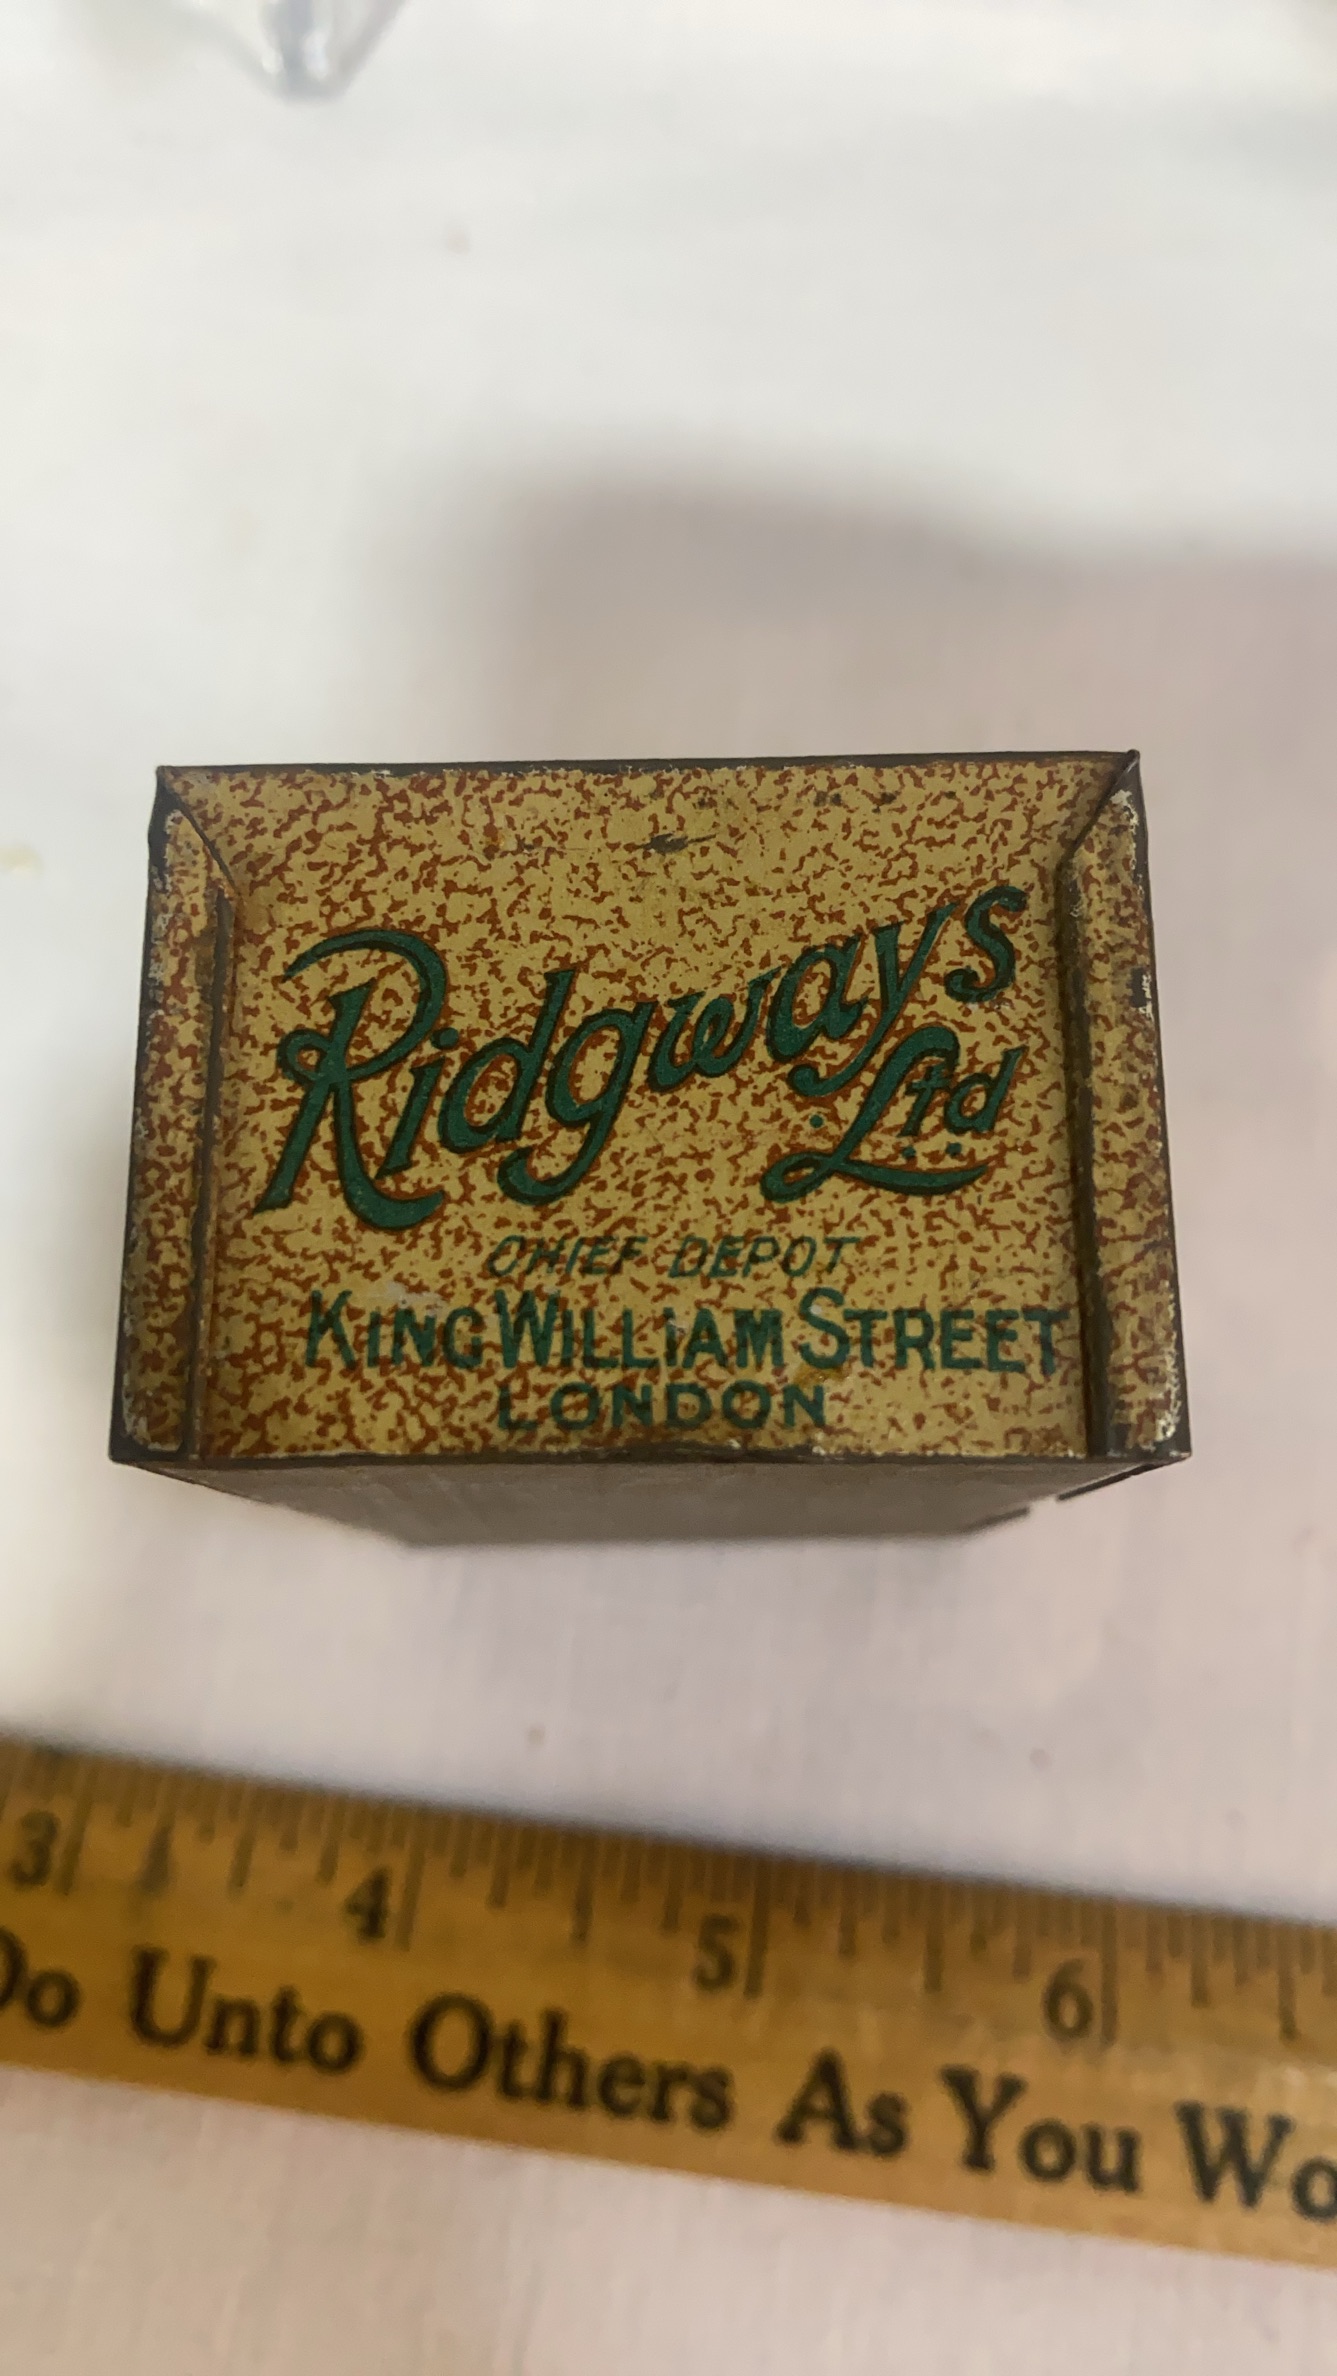 Ridgways
Ltd
CHIEF DEPOT
KING WILLIAM STREET
LONDON
3 4 5 6
Do Unto Others As You Wo